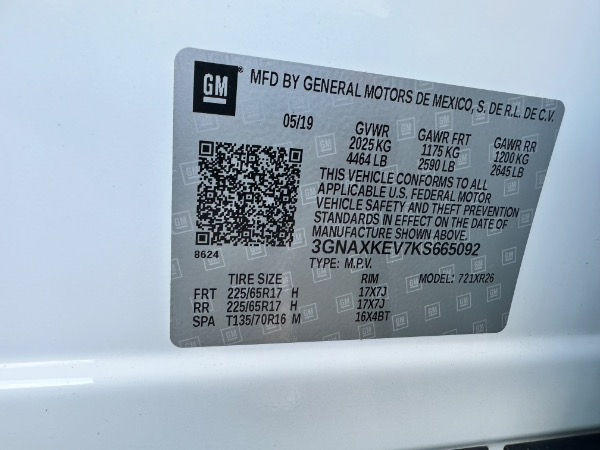 GM ® MFD BY GENERAL MOTORS DE MEXICO, S. DE R.L. DE C.V.
05/19 GVWR GAWR FRT GAWR RR
2025 KG 1175 KG 1200 KG
4464 LB 2590 LB 2645 LB
THIS VEHICLE CONFORMS TO ALL
APPLICABLE U.S. FEDERAL MOTOR
VEHICLE SAFETY AND THEFT PREVENTION
STANDARDS IN EFFECT ON THE DATE OF
MANUFACTURE SHOWN ABOVE.
8624 3GNAXKEV7KS665092
TYPE: M.P.V. MODEL: 721XR26
TIRE SIZE RIM
FRT 225/65R17 H 17X7J
RR 225/65R17 H 17X7J
SPA T135/70R16 M 16X4BT